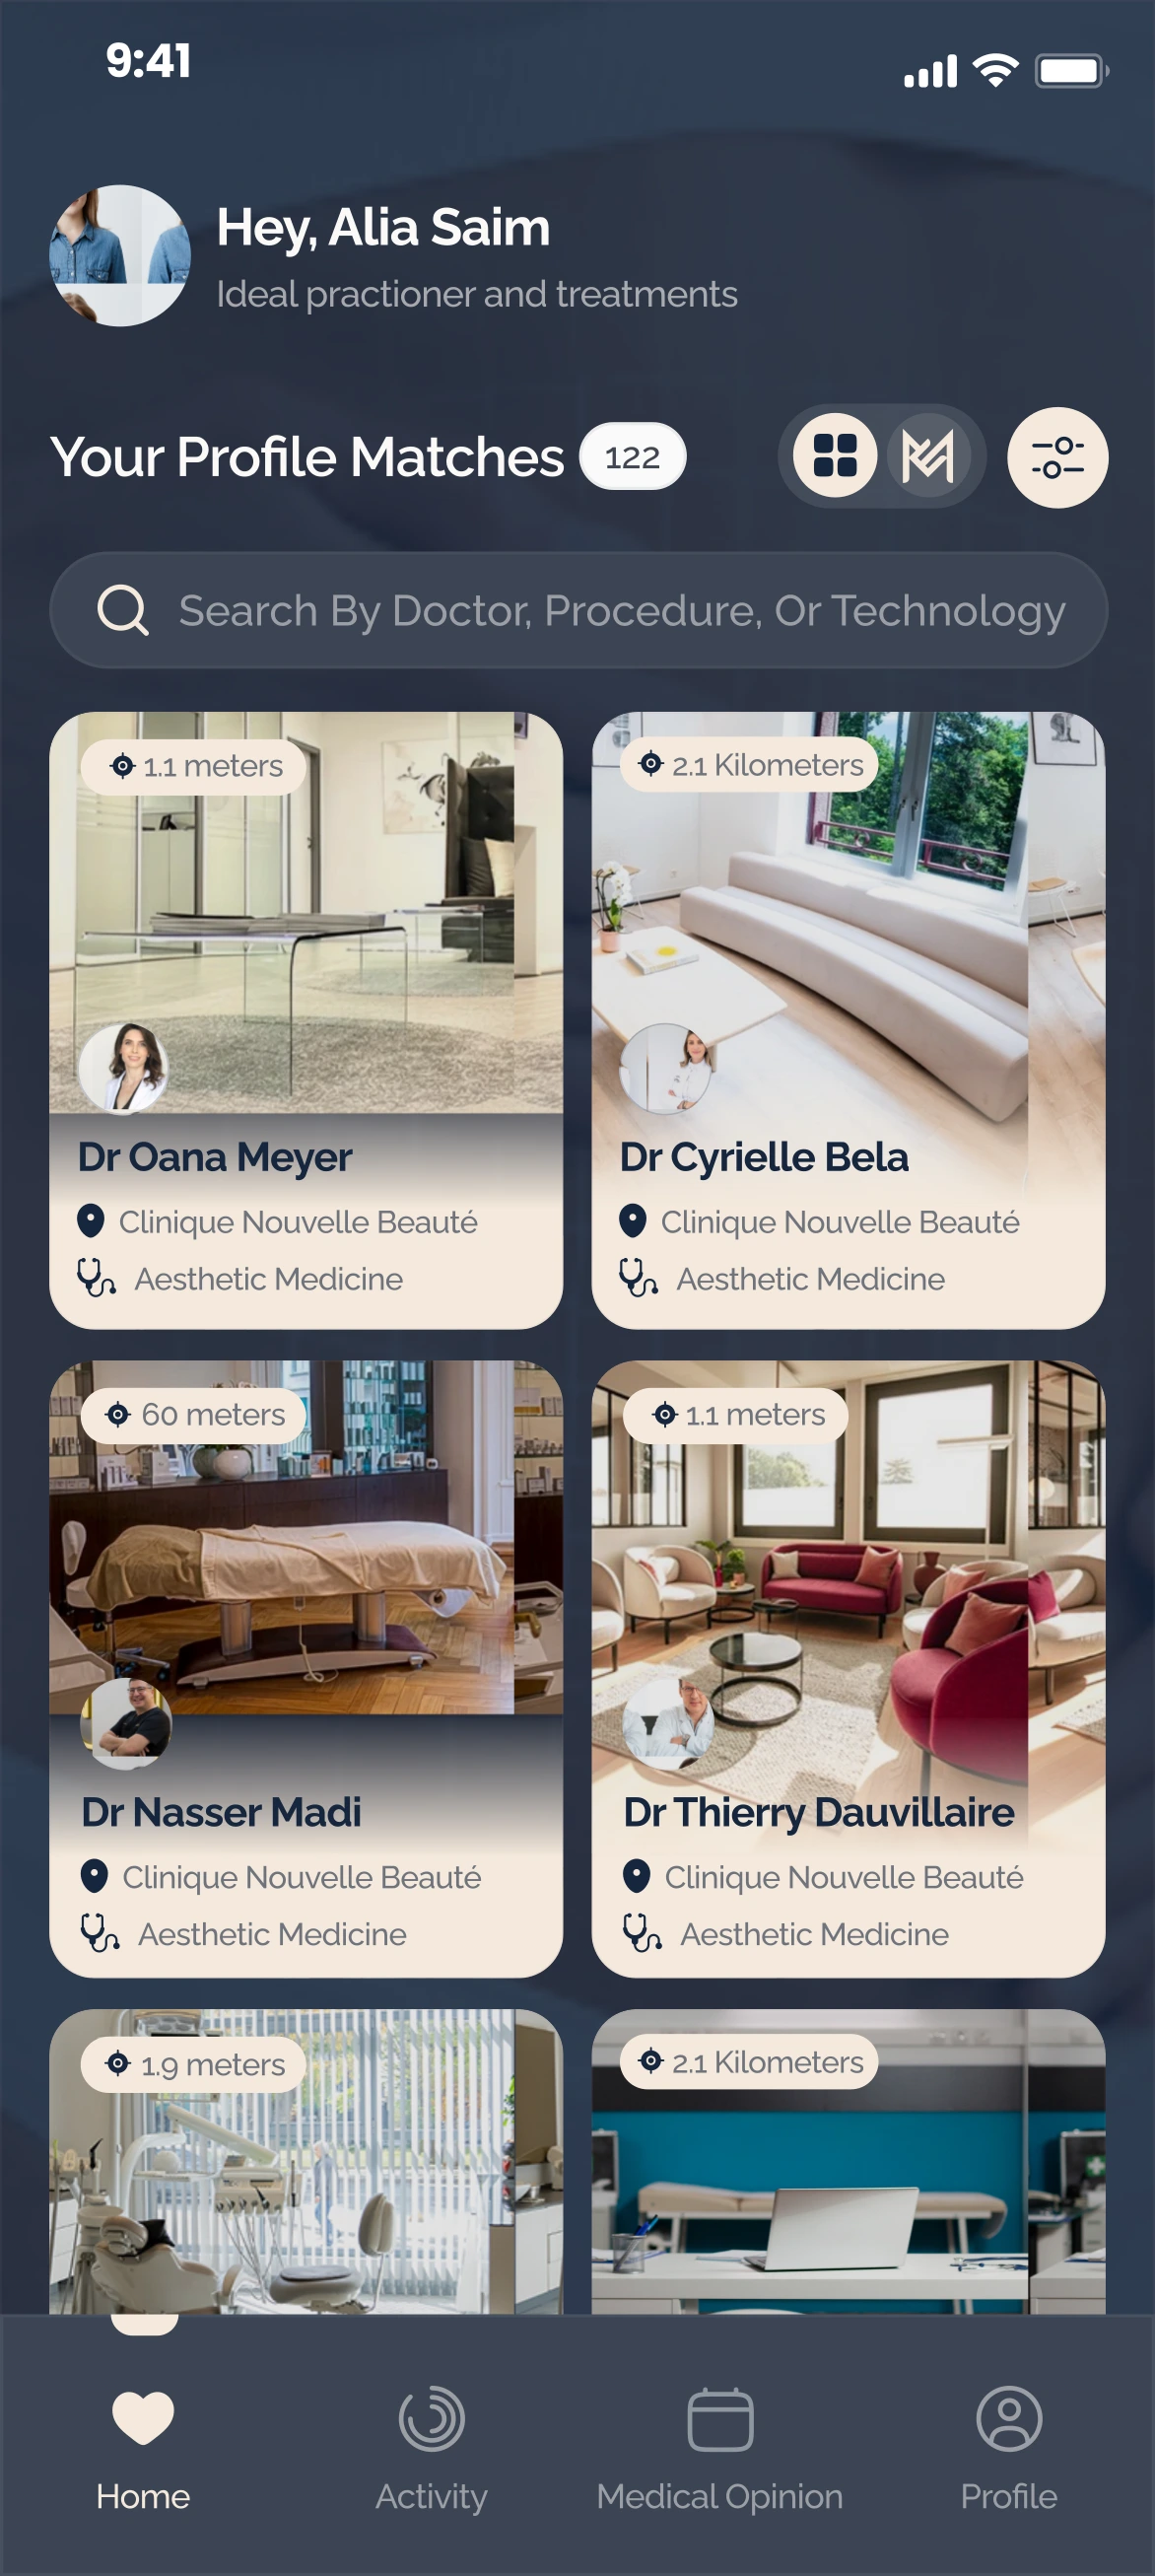 9:41
Hey, Alia Saim
Ideal practioner and treatments
Your Profile Matches 122
Search By Doctor, Procedure, Or Technology
1.1 meters
2.1 Kilometers
Dr Oana Meyer
Clinique Nouvelle Beauté
Aesthetic Medicine
Dr Cyrielle Bela
Clinique Nouvelle Beauté
Aesthetic Medicine
60 meters
1.1 meters
Dr Nasser Madi
Clinique Nouvelle Beauté
Aesthetic Medicine
Dr Thierry Dauvillaire
Clinique Nouvelle Beauté
Aesthetic Medicine
1.9 meters
2.1 Kilometers
Home
Activity
Medical Opinion
Profile